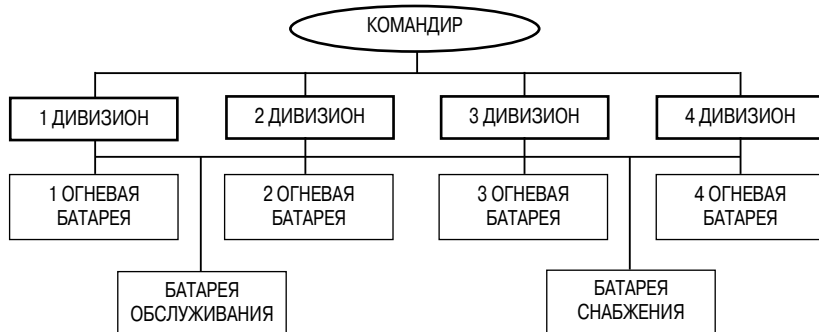 КОМАНДИР
1 ДИВИЗИОН
2 ДИВИЗИОН
3 ДИВИЗИОН
4 ДИВИЗИОН
1 ОГНЕВАЯ
БАТАРЕЯ
2 ОГНЕВАЯ
БАТАРЕЯ
3 ОГНЕВАЯ
БАТАРЕЯ
4 ОГНЕВАЯ
БАТАРЕЯ
БАТАРЕЯ
ОБСЛУЖИВАНИЯ
БАТАРЕЯ
СНАБЖЕНИЯ